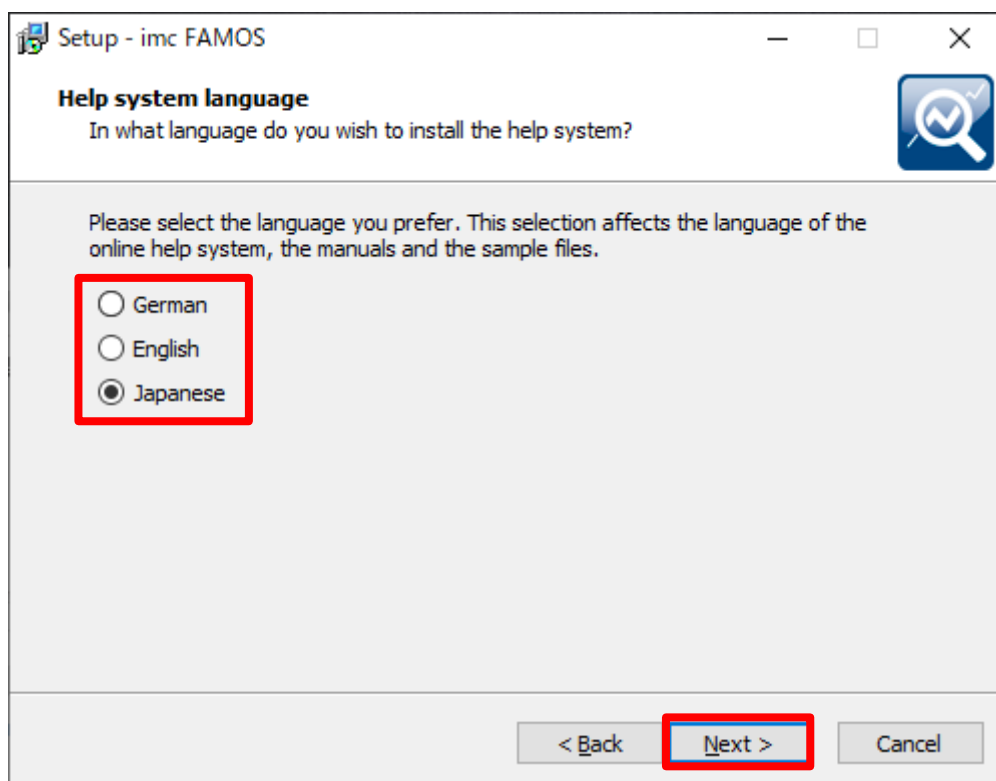 Setup - imc FAMOS
Help system language
In what language do you wish to install the help system?
Please select the language you prefer. This selection affects the language of the
online help system, the manuals and the sample files.
German
English
Japanese
< Back
Next >
Cancel